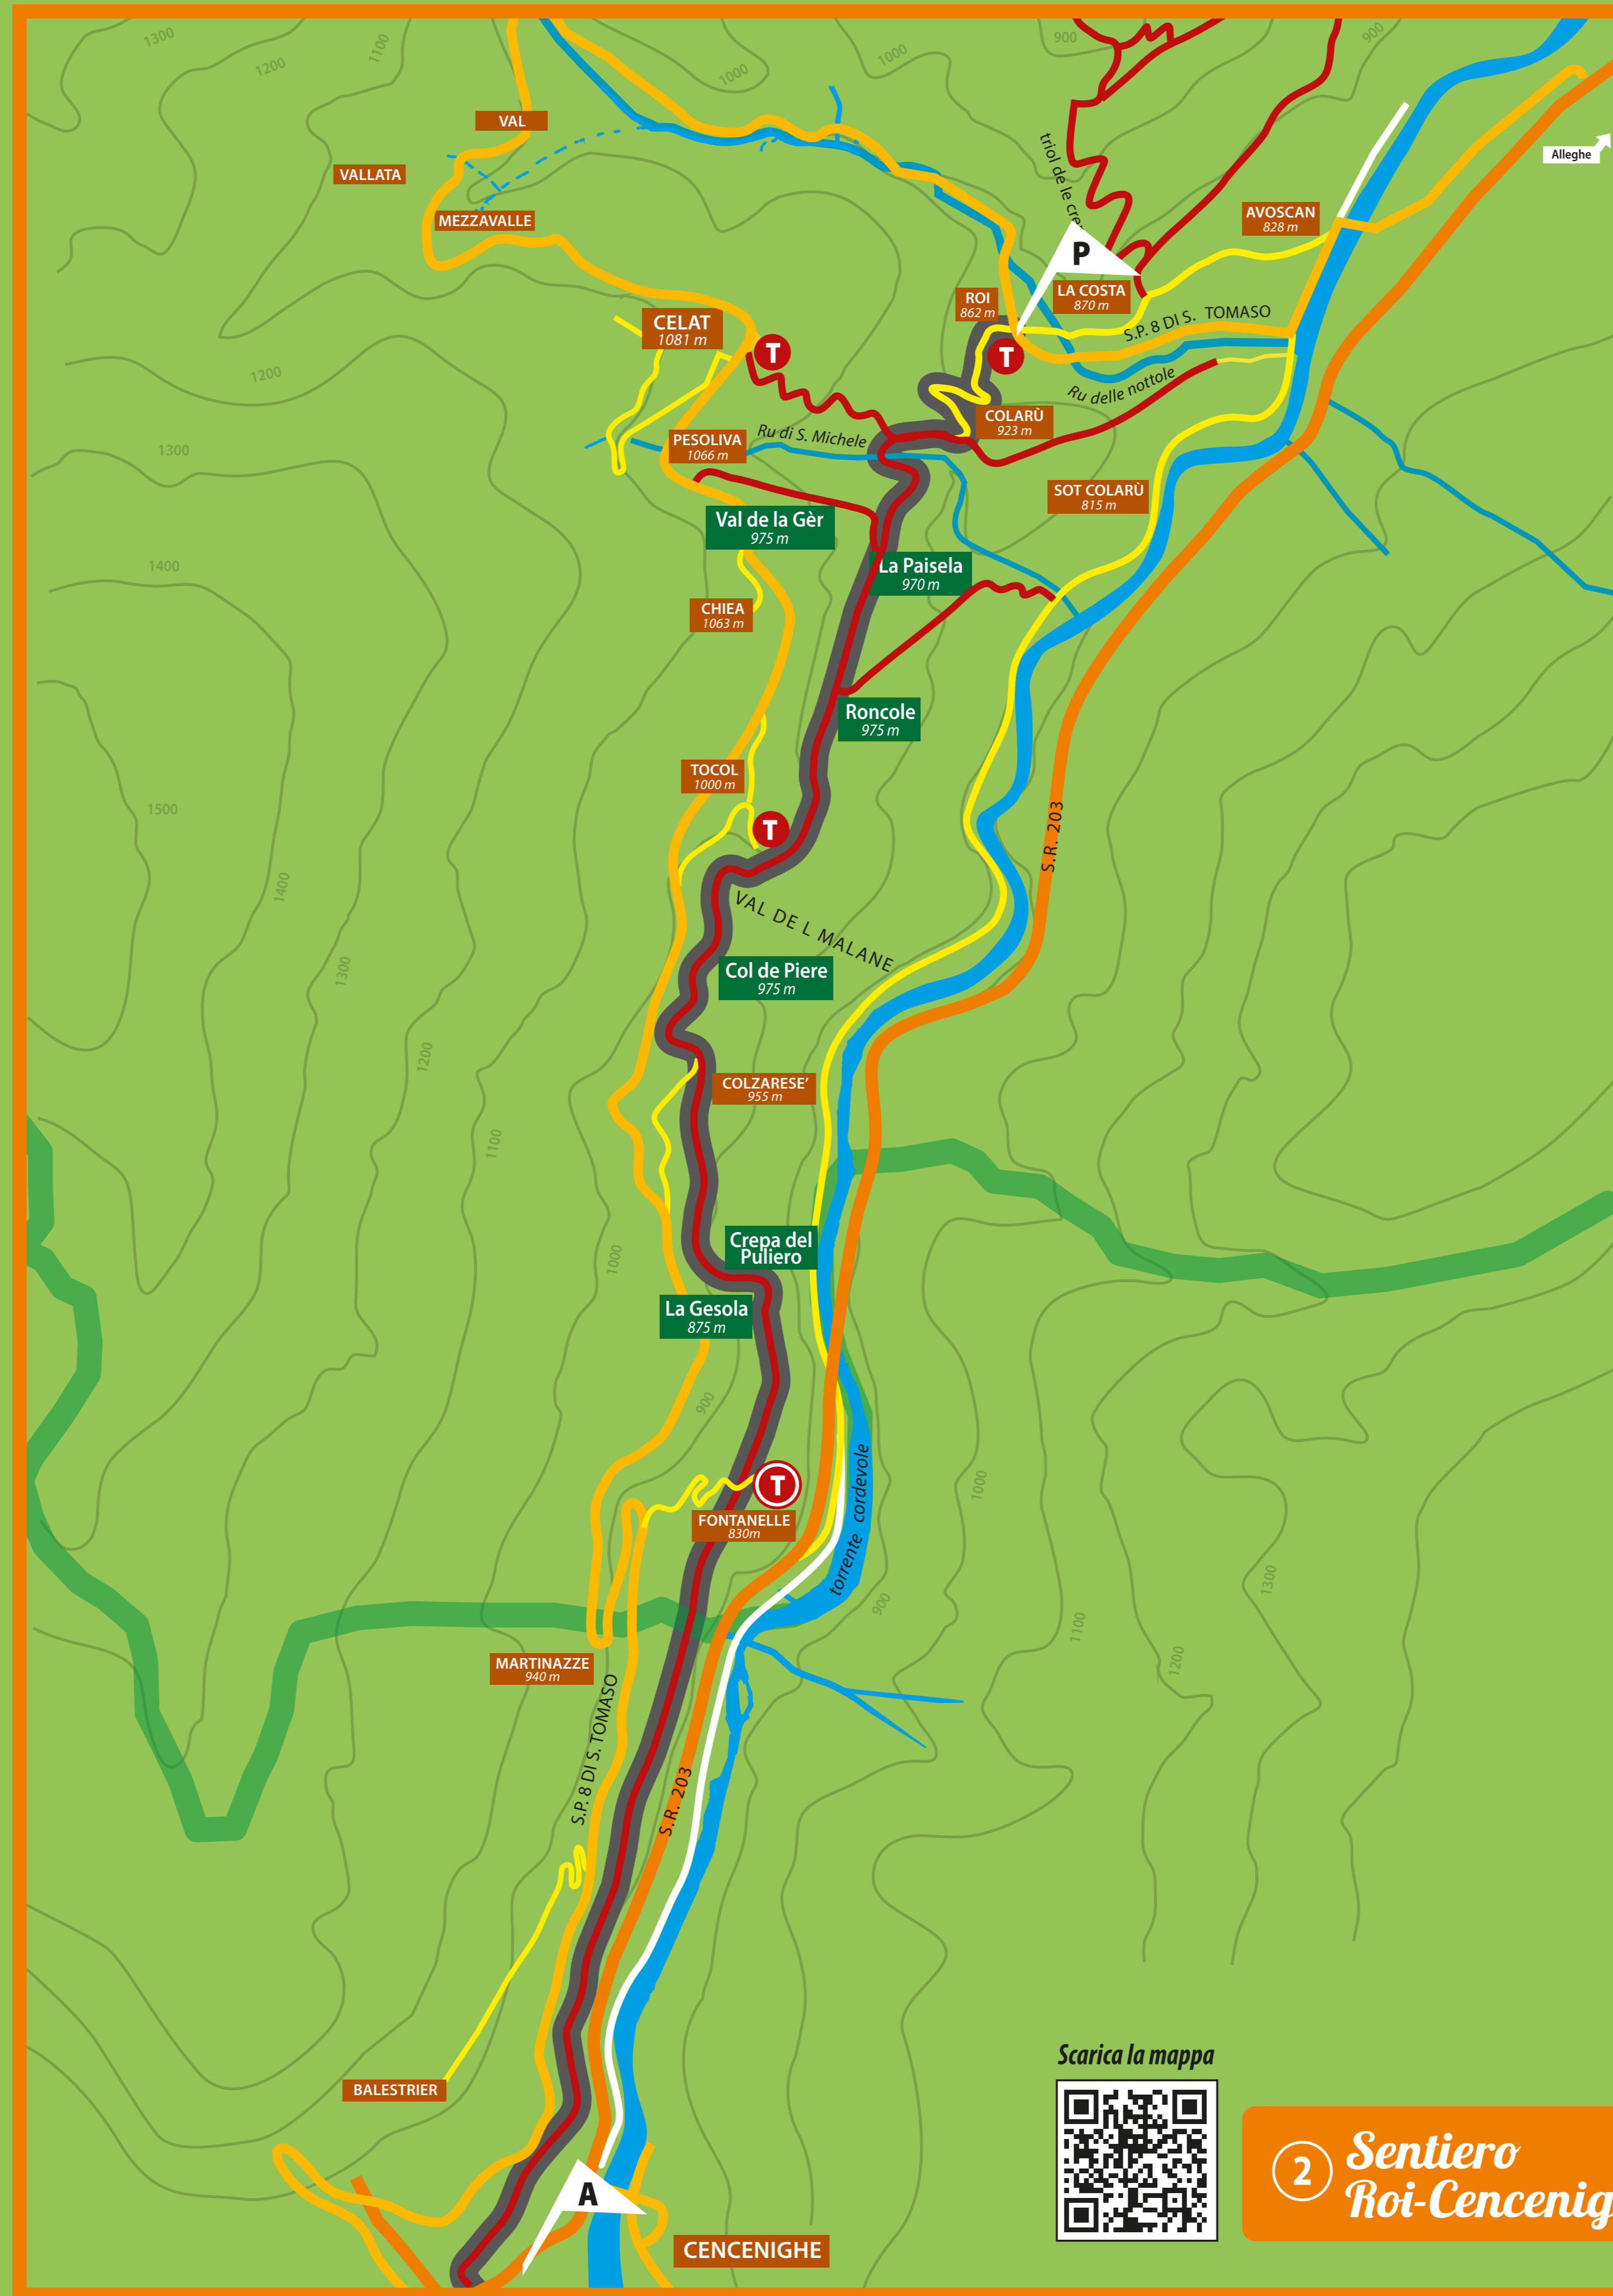 1300
1200
1100
1000
1000
900
900
VAL
VALLATA
MEZZAVALLE
triol de le cre
Alleghe
AVOSCAN
828 m
P
LA COSTA
870 m
ROI
862 m
S.P. 8 DI S. TOMASO
CELAT
1081 m
T
T
1200
Ru delle nottole
COLARÙ
923 m
Ru di S. Michele
PESOLIVA
1066 m
1300
SOT COLARÙ
815 m
Val de la Gèr
975 m
1400
La Paisela
970 m
CHIEA
1063 m
Roncole
975 m
TOCOL
1000 m
1500
T
S.R. 203
1400
VAL DE L MALANE
Col de Piere
975 m
1300
1200
COLZARESE'
955 m
1100
Crepa del
Puliero
1000
La Gesola
875 m
900
T
FONTANELLE
830m
torrente cordevole
1000
900
1300
1100
1200
MARTINAZZE
940 m
S.P. 8 DI S. TOMASO
S.R. 203
BALESTRIER
Scarica la mappa
A
CENCENIGHE
2
Sentiero
Roi-Cencenig